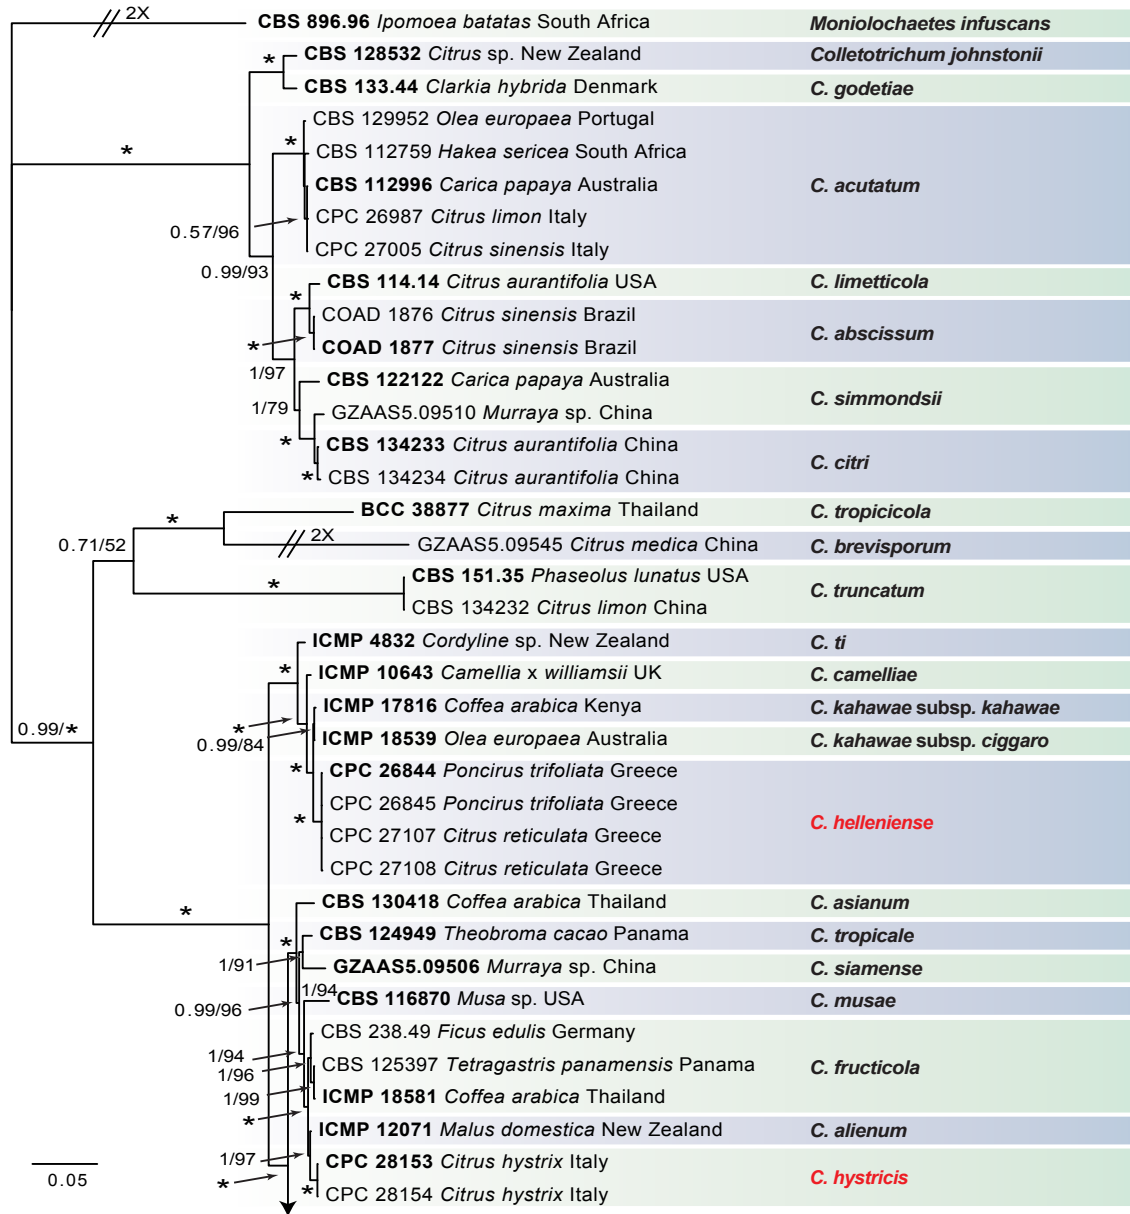 2X
CBS 896.96 Ipomoea batatas South Africa Moniolochaetes infuscans
* CBS 128532 Citrus sp. New Zealand Colletotrichum johnstonii
CBS 133.44 Clarkia hybrida Denmark C. godetiae
CBS 129952 Olea europaea Portugal
* * CBS 112759 Hakea sericea South Africa
CBS 112996 Carica papaya Australia C. acutatum
CPC 26987 Citrus limon Italy
0.57/96
CPC 27005 Citrus sinensis Italy
0.99/93
CBS 114.14 Citrus aurantifolia USA C. limetticola
*
COAD 1876 Citrus sinensis Brazil
C. abscissum
* COAD 1877 Citrus sinensis Brazil
1/97
CBS 122122 Carica papaya Australia
C. simmondsii
1/79
GZAAS5.09510 Murraya sp. China
* CBS 134233 Citrus aurantifolia China
C. citri
* CBS 134234 Citrus aurantifolia China
BCC 38877 Citrus maxima Thailand C. tropicicola
*
0.71/52
2X
GZAAS5.09545 Citrus medica China C. brevisporum
CBS 151.35 Phaseolus lunatus USA
* C. truncatum
CBS 134232 Citrus limon China
ICMP 4832 Cordyline sp. New Zealand C. ti
* ICMP 10643 Camellia x williamsii UK C. camelliae
ICMP 17816 Coffea arabica Kenya C. kahawae subsp. kahawae
0.99/* *
0.99/84
ICMP 18539 Olea europaea Australia C. kahawae subsp. ciggaro
* CPC 26844 Poncirus trifoliata Greece
CPC 26845 Poncirus trifoliata Greece
* C. helleniense
CPC 27107 Citrus reticulata Greece
CPC 27108 Citrus reticulata Greece
CBS 130418 Coffea arabica Thailand C. asianum
*
* CBS 124949 Theobroma cacao Panama C. tropicale
1/91
GZAAS5.09506 Murraya sp. China C. siamense
1/94
CBS 116870 Musa sp. USA C. musae
0.99/96
CBS 238.49 Ficus edulis Germany
1/94
CBS 125397 Tetragastris panamensis Panama C. fructicola
1/96
1/99
ICMP 18581 Coffea arabica Thailand
*
ICMP 12071 Malus domestica New Zealand C. alienum
1/97
CPC 28153 Citrus hystrix Italy
C. hystricis
0.05
* * CPC 28154 Citrus hystrix Italy